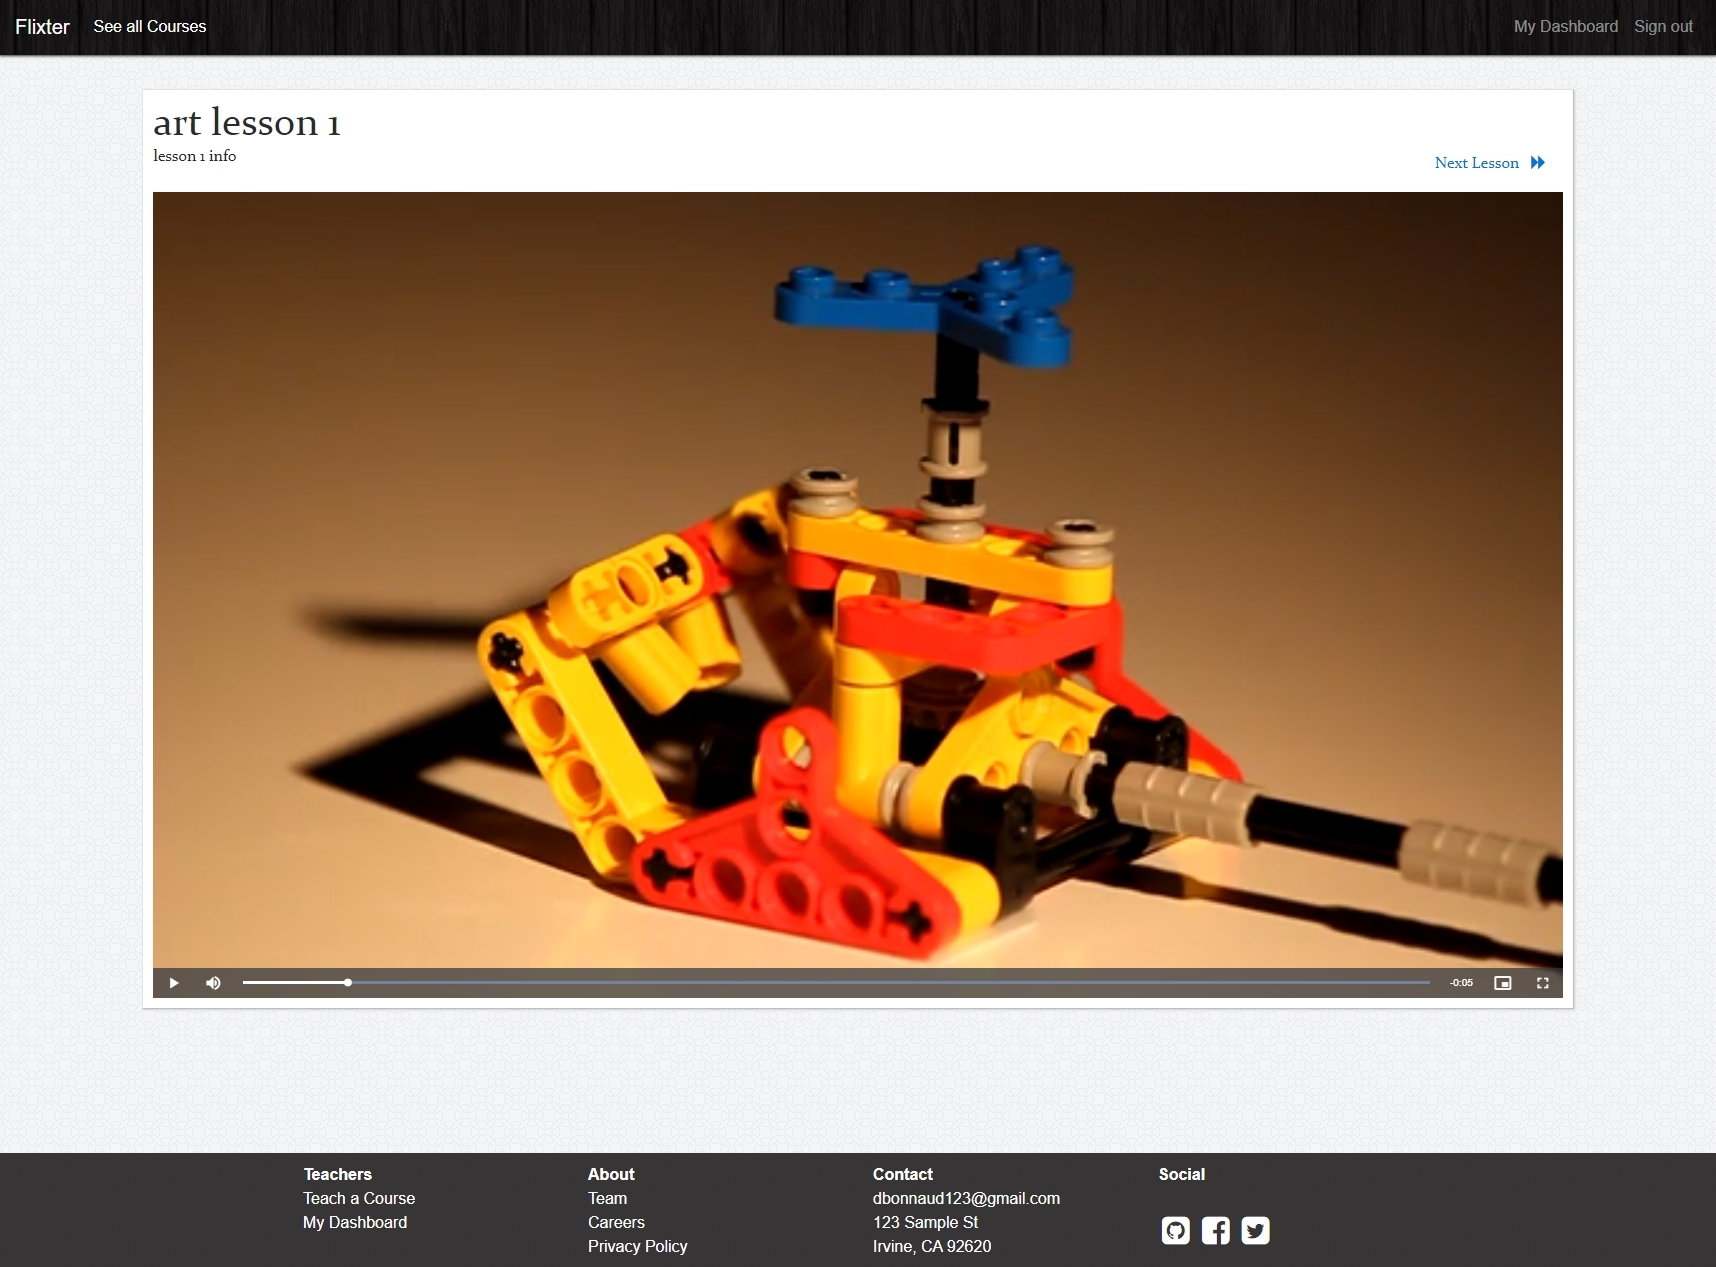 Flixter See all Courses My Dashboard Sign out
art lesson 1
lesson 1 info
Next Lesson
-0:05
Teachers
Teach a Course
My Dashboard
About
Team
Careers
Privacy Policy
Contact
dbonnaud123@gmail.com
123 Sample St
Irvine, CA 92620
Social